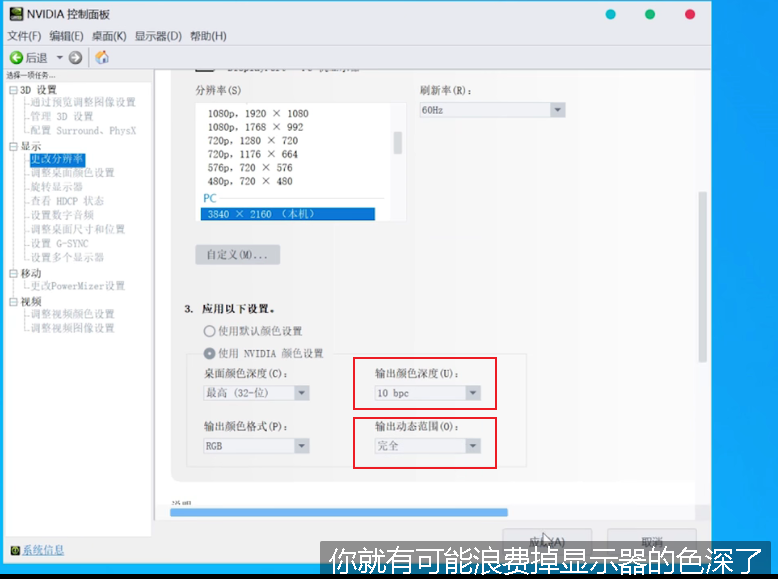 NVIDIA 控制面板
文件(F) 编辑(E) 桌面(K) 显示器(D) 帮助(H)
后退
选择一项任务...
3D 设置
通过预览调整图像设置
管理 3D 设置
配置 Surround、PhysX
显示
更改分辨率
调整桌面颜色设置
旋转显示器
查看 HDCP 状态
设置数字音频
调整桌面尺寸和位置
设置 G-SYNC
设置多个显示器
移动
更改PowerMizer设置
视频
调整视频颜色设置
调整视频图像设置
系统信息
分辨率(S)
1080p, 1920 × 1080
1080p, 1768 × 992
720p, 1280 × 720
720p, 1176 × 664
576p, 720 × 576
480p, 720 × 480
PC
3840 × 2160 (本机)
刷新率(R):
60Hz
自定义(M)...
3. 应用以下设置。
使用默认颜色设置
使用 NVIDIA 颜色设置
桌面颜色深度(C):
最高 (32-位)
输出颜色深度(U):
10 bpc
输出颜色格式(P):
RGB
输出动态范围(O):
完全
取消
你就有可能浪费掉显示器的色深了